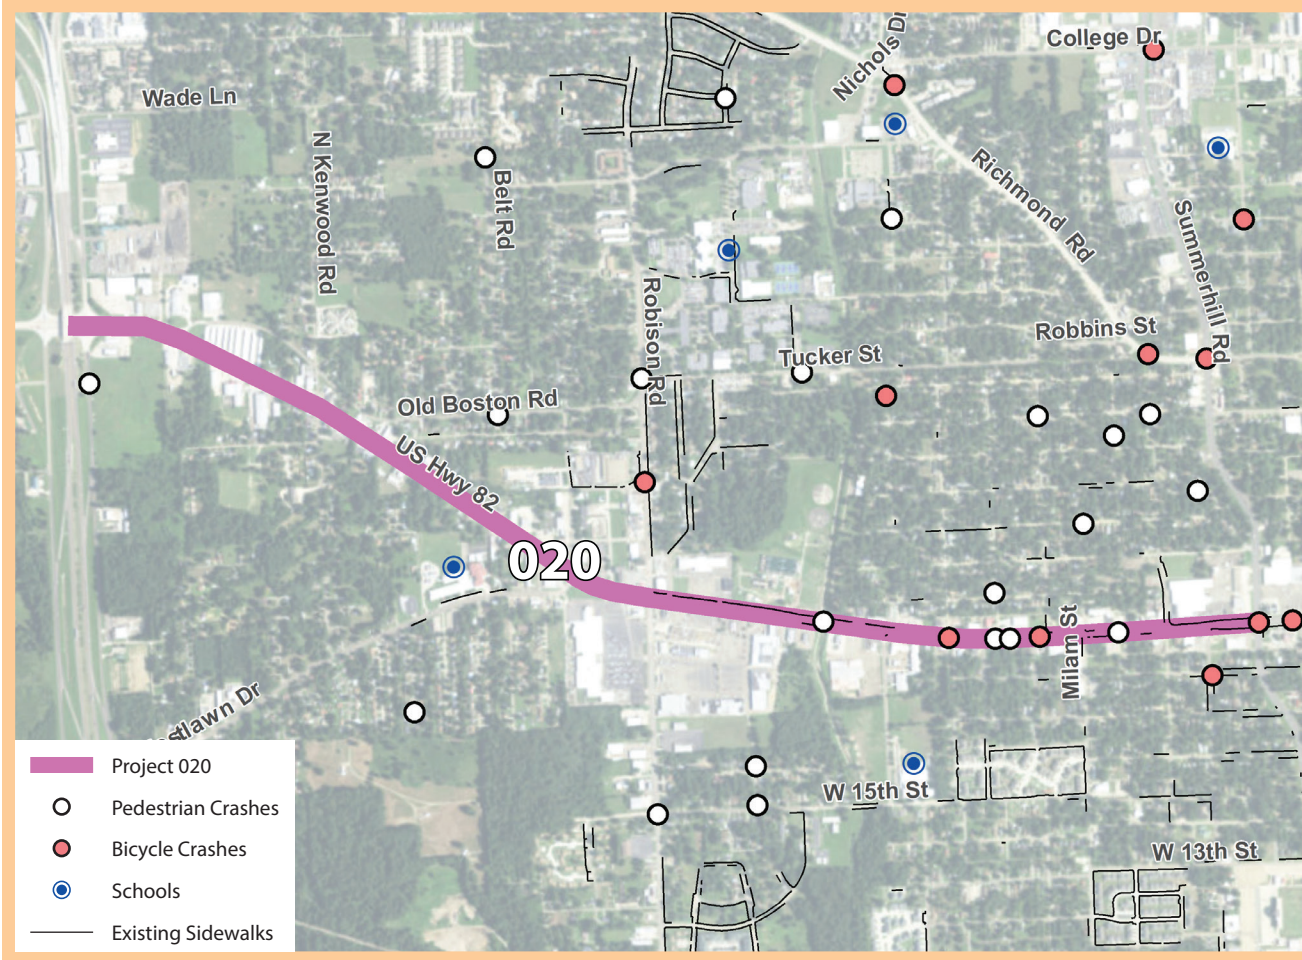 College Dr
Nichols Dr
Wade Ln
N Kenwood Rd
Belt Rd
Richmond Rd
Summerhill Rd
Robison Rd
Robbins St
Tucker St
Old Boston Rd
US Hwy 82
020
Milam St
stlawn Dr
W 15th St
W 13th St
Project 020
Pedestrian Crashes
Bicycle Crashes
Schools
Existing Sidewalks